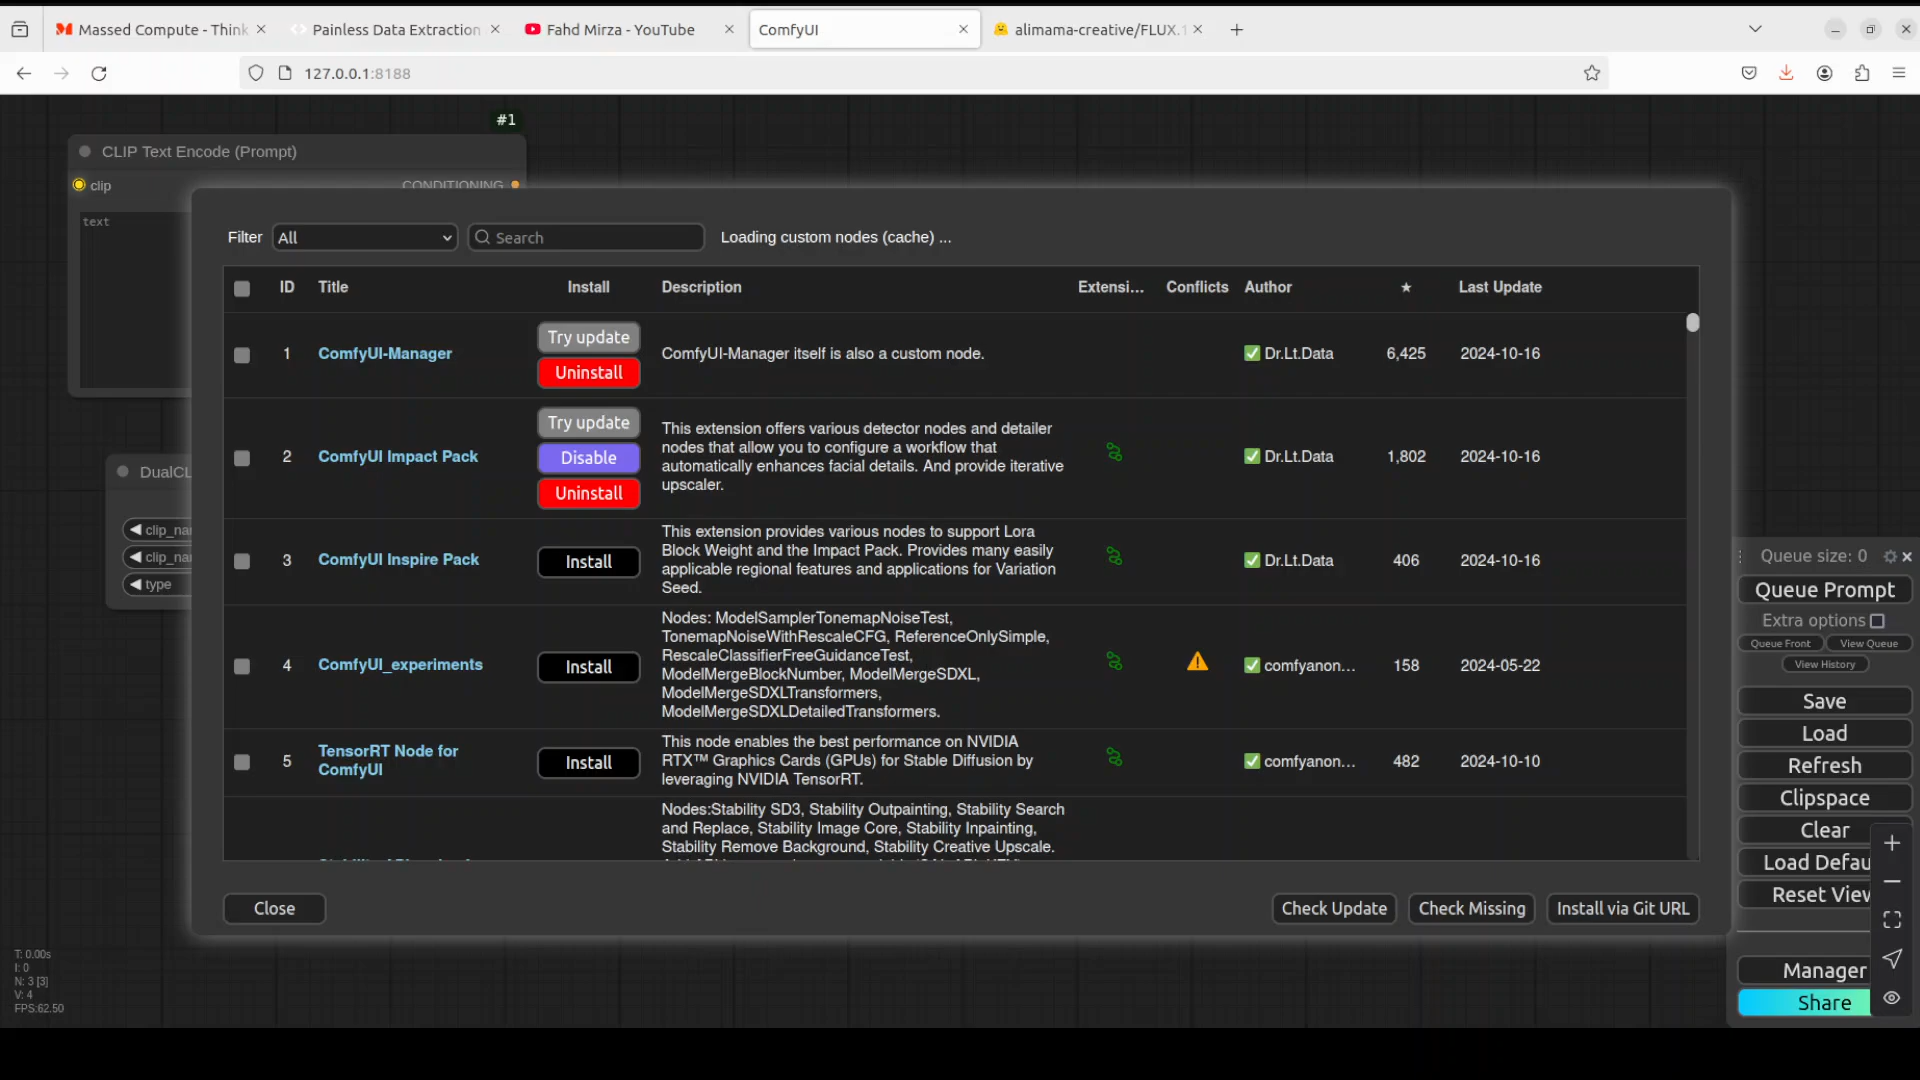 Massed Compute - Think
Painless Data Extraction
Fahd Mirza - YouTube
ComfyUI
alimama-creative/FLUX.1
127.0.0.1:8188
#1
CLIP Text Encode (Prompt)
clip
CONDITIONING
text
Filter
All
Search
Loading custom nodes (cache) ...
ID Title Install Description Extensi... Conflicts Author ★ Last Update
1 ComfyUI-Manager
Try update
Uninstall
ComfyUI-Manager itself is also a custom node.
Dr.Lt.Data 6,425 2024-10-16
2 ComfyUI Impact Pack
Try update
Disable
Uninstall
This extension offers various detector nodes and detailer
nodes that allow you to configure a workflow that
automatically enhances facial details. And provide iterative
upscaler.
Dr.Lt.Data 1,802 2024-10-16
3 ComfyUI Inspire Pack
Install
This extension provides various nodes to support Lora
Block Weight and the Impact Pack. Provides many easily
applicable regional features and applications for Variation
Seed.
Dr.Lt.Data 406 2024-10-16
4 ComfyUI_experiments
Install
Nodes: ModelSamplerTonemapNoiseTest,
TonemapNoiseWithRescaleCFG, ReferenceOnlySimple,
RescaleClassifierFreeGuidanceTest,
ModelMergeBlockNumber, ModelMergeSDXL,
ModelMergeSDXLTransformers,
ModelMergeSDXLDetailedTransformers.
comfyanon... 158 2024-05-22
5 TensorRT Node for
ComfyUI
Install
This node enables the best performance on NVIDIA
RTX™ Graphics Cards (GPUs) for Stable Diffusion by
leveraging NVIDIA TensorRT.
comfyanon... 482 2024-10-10
Nodes:Stability SD3, Stability Outpainting, Stability Search
and Replace, Stability Image Core, Stability Inpainting,
Stability Remove Background, Stability Creative Upscale.
Close
Check Update
Check Missing
Install via Git URL
DualCL
clip_na
clip_na
type
Queue size: 0
Queue Prompt
Extra options
Queue Front
View Queue
View History
Save
Load
Refresh
Clipspace
Clear
Load Defau
Reset View
Manager
Share
T: 0.00s
I: 0
N: 3 [3]
V: 4
FPS:62.50